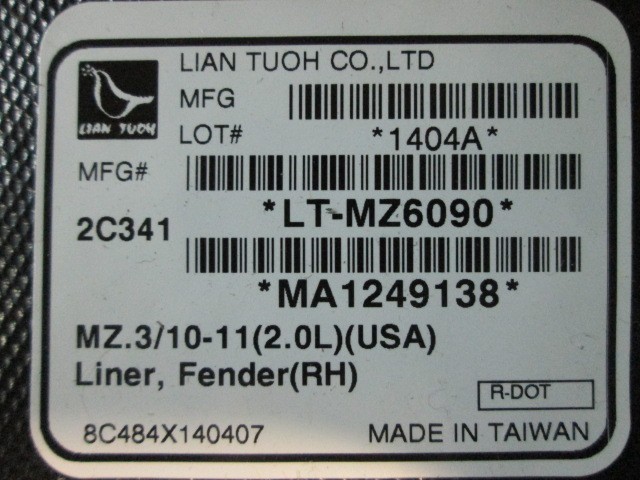 LIAN TUOH CO.,LTD
LIAN TUOH
MFG
LOT# *1404A*
MFG#
*LT-MZ6090*
2C341
*MA1249138*
MZ.3/10-11(2.0L)(USA)
Liner, Fender(RH)
R-DOT
8C484X140407 MADE IN TAIWAN